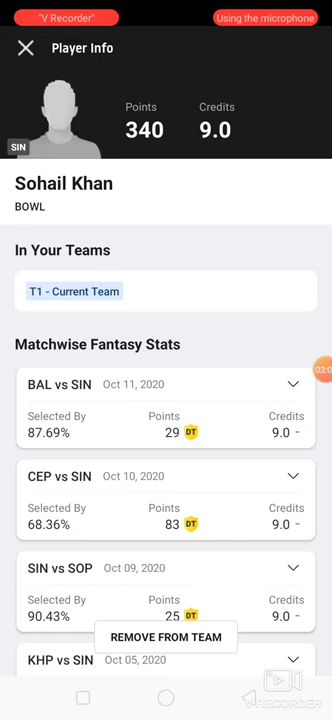 "V Recorder"
Using the microphone
Player Info
Points
Credits
340
9.0
SIN
Sohail Khan
BOWL
In Your Teams
T1 - Current Team
Matchwise Fantasy Stats
BAL vs SIN Oct 11, 2020
Selected By Points Credits
87.69% 29 DT 9.0 -
CEP vs SIN Oct 10, 2020
Selected By Points Credits
68.36% 83 DT 9.0 -
SIN vs SOP Oct 09, 2020
Selected By Points Credits
90.43% 25 DT 9.0 -
REMOVE FROM TEAM
KHP vs SIN Oct 05, 2020
RECORDER